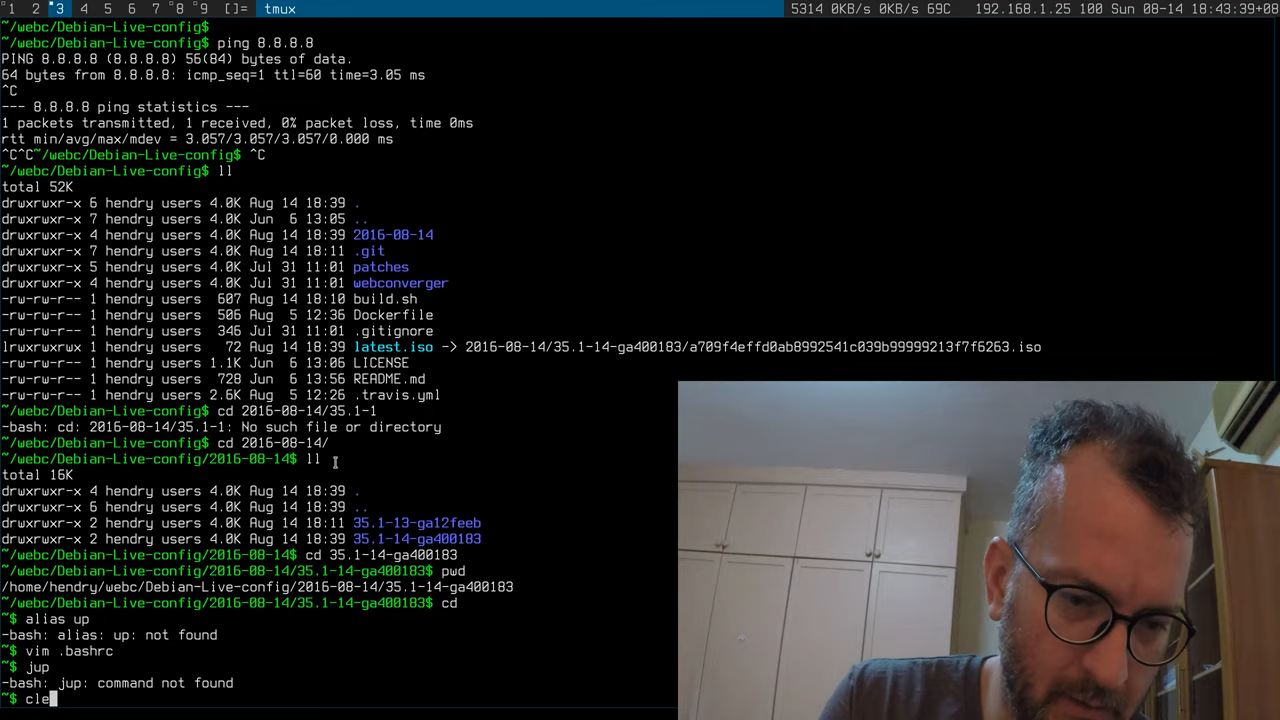 1 2 3 4 5 6 7 8 9 []= tmux 5314 0KB/s 0KB/s 69C 192.168.1.25 100 Sun 08-14 18:43:39+08
~/webc/Debian-Live-config$
~/webc/Debian-Live-config$ ping 8.8.8.8
PING 8.8.8.8 (8.8.8.8) 56(84) bytes of data.
64 bytes from 8.8.8.8: icmp_seq=1 ttl=60 time=3.05 ms
^C
--- 8.8.8.8 ping statistics ---
1 packets transmitted, 1 received, 0% packet loss, time 0ms
rtt min/avg/max/mdev = 3.057/3.057/3.057/0.000 ms
^C^C~/webc/Debian-Live-config$ ^C
~/webc/Debian-Live-config$ ll
total 52K
drwxrwxr-x 6 hendry users 4.0K Aug 14 18:39 .
drwxrwxr-x 7 hendry users 4.0K Jun  6 13:05 ..
drwxrwxr-x 4 hendry users 4.0K Aug 14 18:39 2016-08-14
drwxrwxr-x 7 hendry users 4.0K Aug 14 18:11 .git
drwxrwxr-x 5 hendry users 4.0K Jul 31 11:01 patches
drwxrwxr-x 4 hendry users 4.0K Jul 31 11:01 webconverger
-rw-rw-r-- 1 hendry users  607 Aug 14 18:10 build.sh
-rw-rw-r-- 1 hendry users  506 Aug  5 12:36 Dockerfile
-rw-rw-r-- 1 hendry users  346 Jul 31 11:01 .gitignore
lrwxrwxrwx 1 hendry users   72 Aug 14 18:39 latest.iso -> 2016-08-14/35.1-14-ga400183/a709f4effd0ab8992541c039b99999213f7f6263.iso
-rw-rw-r-- 1 hendry users 1.1K Jun  6 13:06 LICENSE
-rw-rw-r-- 1 hendry users  728 Jun  6 13:56 README.md
-rw-rw-r-- 1 hendry users 2.6K Aug  5 12:26 .travis.yml
~/webc/Debian-Live-config$ cd 2016-08-14/35.1-1
-bash: cd: 2016-08-14/35.1-1: No such file or directory
~/webc/Debian-Live-config$ cd 2016-08-14/
~/webc/Debian-Live-config/2016-08-14$ ll
total 16K
drwxrwxr-x 4 hendry users 4.0K Aug 14 18:39 .
drwxrwxr-x 6 hendry users 4.0K Aug 14 18:39 ..
drwxrwxr-x 2 hendry users 4.0K Aug 14 18:11 35.1-13-ga12feeb
drwxrwxr-x 2 hendry users 4.0K Aug 14 18:39 35.1-14-ga400183
~/webc/Debian-Live-config/2016-08-14$ cd 35.1-14-ga400183
~/webc/Debian-Live-config/2016-08-14/35.1-14-ga400183$ pwd
/home/hendry/webc/Debian-Live-config/2016-08-14/35.1-14-ga400183
~/webc/Debian-Live-config/2016-08-14/35.1-14-ga400183$ cd
~$ alias up
-bash: alias: up: not found
~$ vim .bashrc
~$ jup
-bash: jup: command not found
~$ cle